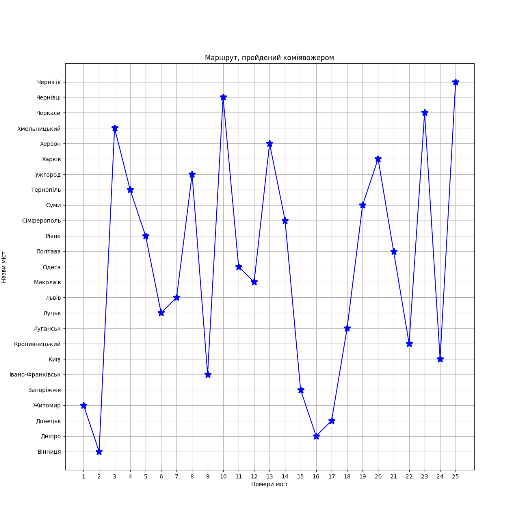 Маршрут, пройдений комівояжером
Чернігів
Чернівці
Черкаси
Хмельницький
Херсон
Харків
Ужгород
Тернопіль
Суми
Сімферополь
Рівне
Полтава
Одеса
Миколаїв
Львів
Луцьк
Луганськ
Кропивницький
Київ
Івано-Франківськ
Запоріжжя
Житомир
Донецьк
Дніпро
Вінниця
Назви міст
1 2 3 4 5 6 7 8 9 10 11 12 13 14 15 16 17 18 19 20 21 22 23 24 25
Номери міст